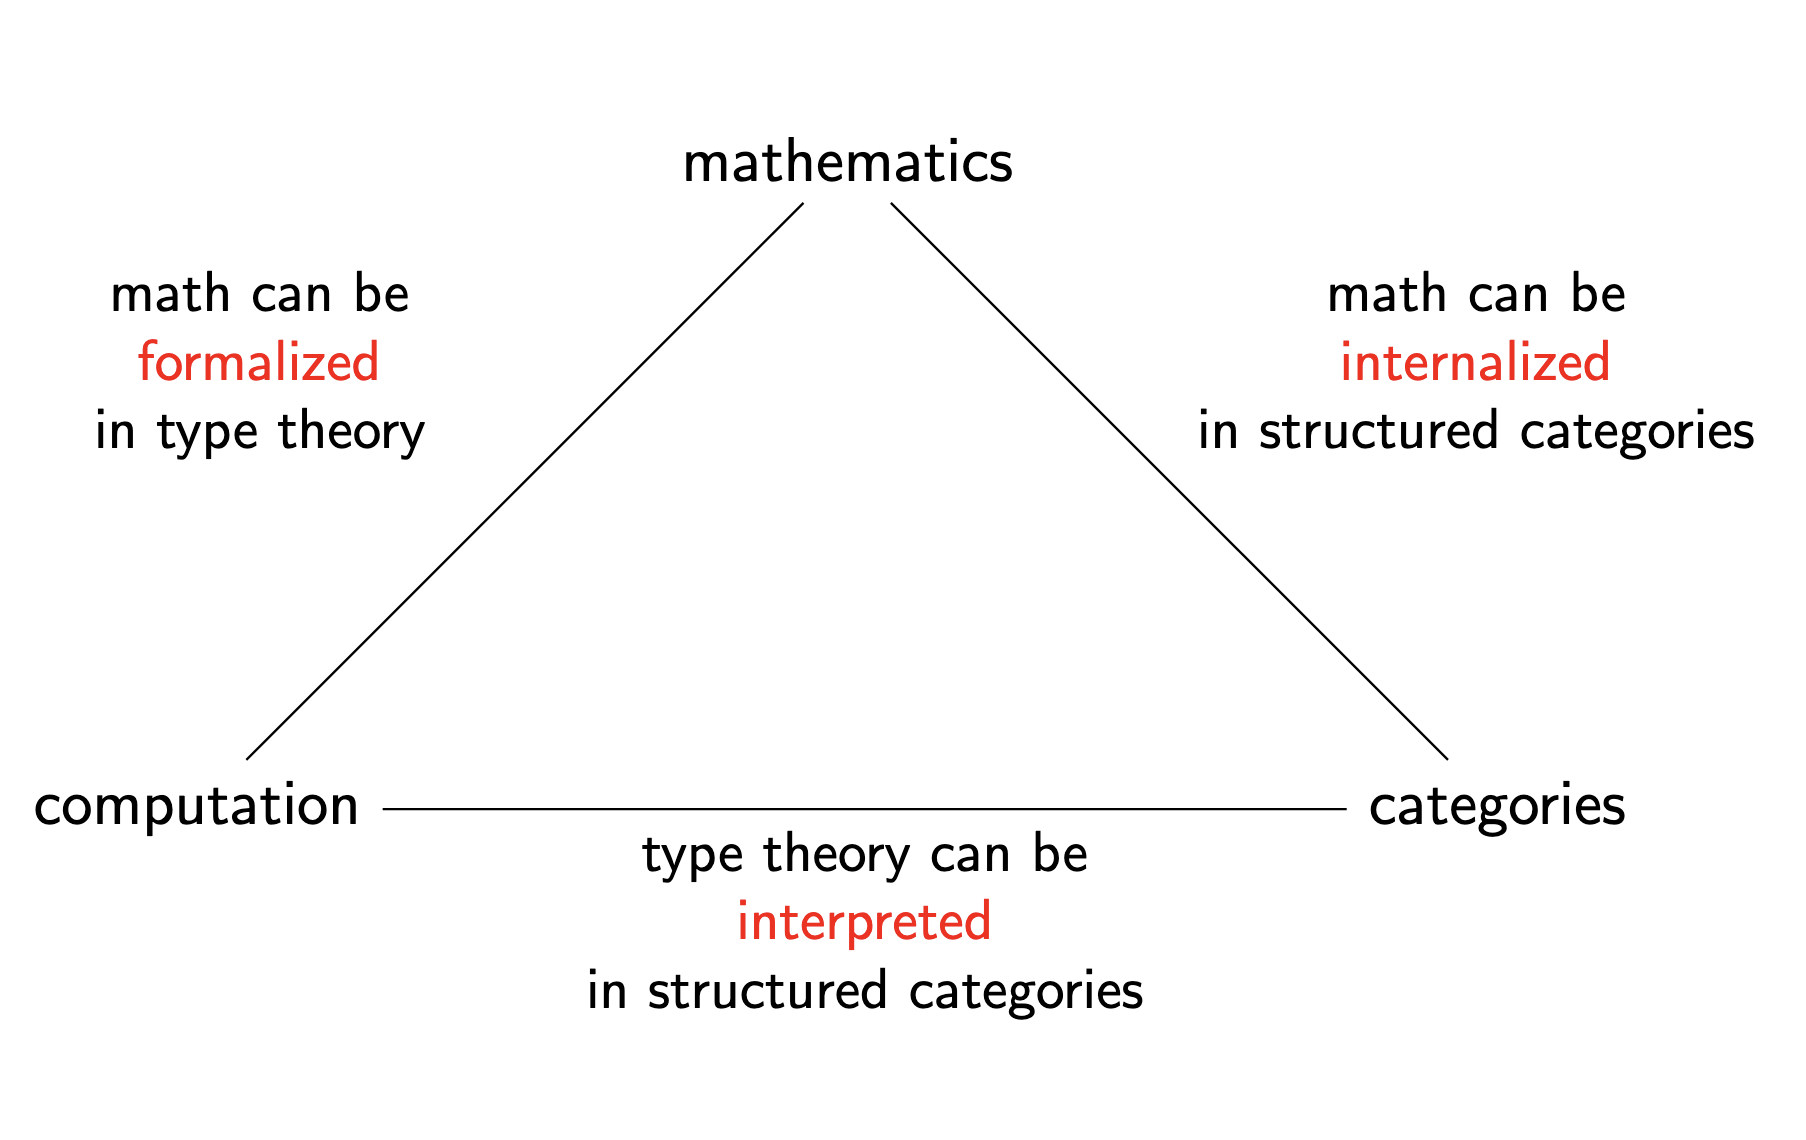 mathematics
math can be
formalized
in type theory
math can be
internalized
in structured categories
computation
categories
type theory can be
interpreted
in structured categories